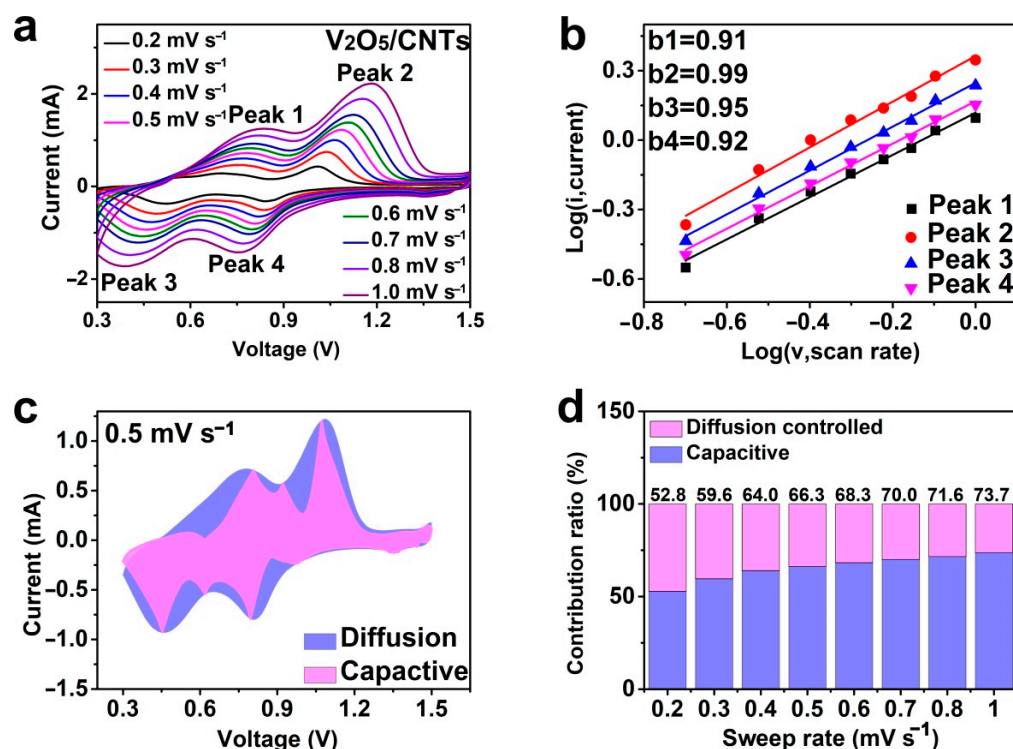 a
V2O5/CNTs
0.2 mV s⁻¹
0.3 mV s⁻¹
0.4 mV s⁻¹
0.5 mV s⁻¹
Peak 2
Peak 1
Peak 3
Peak 4
0.6 mV s⁻¹
0.7 mV s⁻¹
0.8 mV s⁻¹
1.0 mV s⁻¹
Current (mA)
2
0
−2
0.3 0.6 0.9 1.2 1.5
Voltage (V)
b
b1=0.91
b2=0.99
b3=0.95
b4=0.92
Peak 1
Peak 2
Peak 3
Peak 4
Log(i,current)
0.3
0.0
−0.3
−0.6
−0.8 −0.6 −0.4 −0.2 0.0
Log(v,scan rate)
c
0.5 mV s⁻¹
Diffusion
Capactive
Current (mA)
1.0
0.5
0.0
−0.5
−1.0
−1.5
0.3 0.6 0.9 1.2 1.5
Voltage (V)
d
Diffusion controlled
Capacitive
52.8 59.6 64.0 66.3 68.3 70.0 71.6 73.7
Contribution ratio (%)
150
100
50
0
0.2 0.3 0.4 0.5 0.6 0.7 0.8 1
Sweep rate (mV s⁻¹)